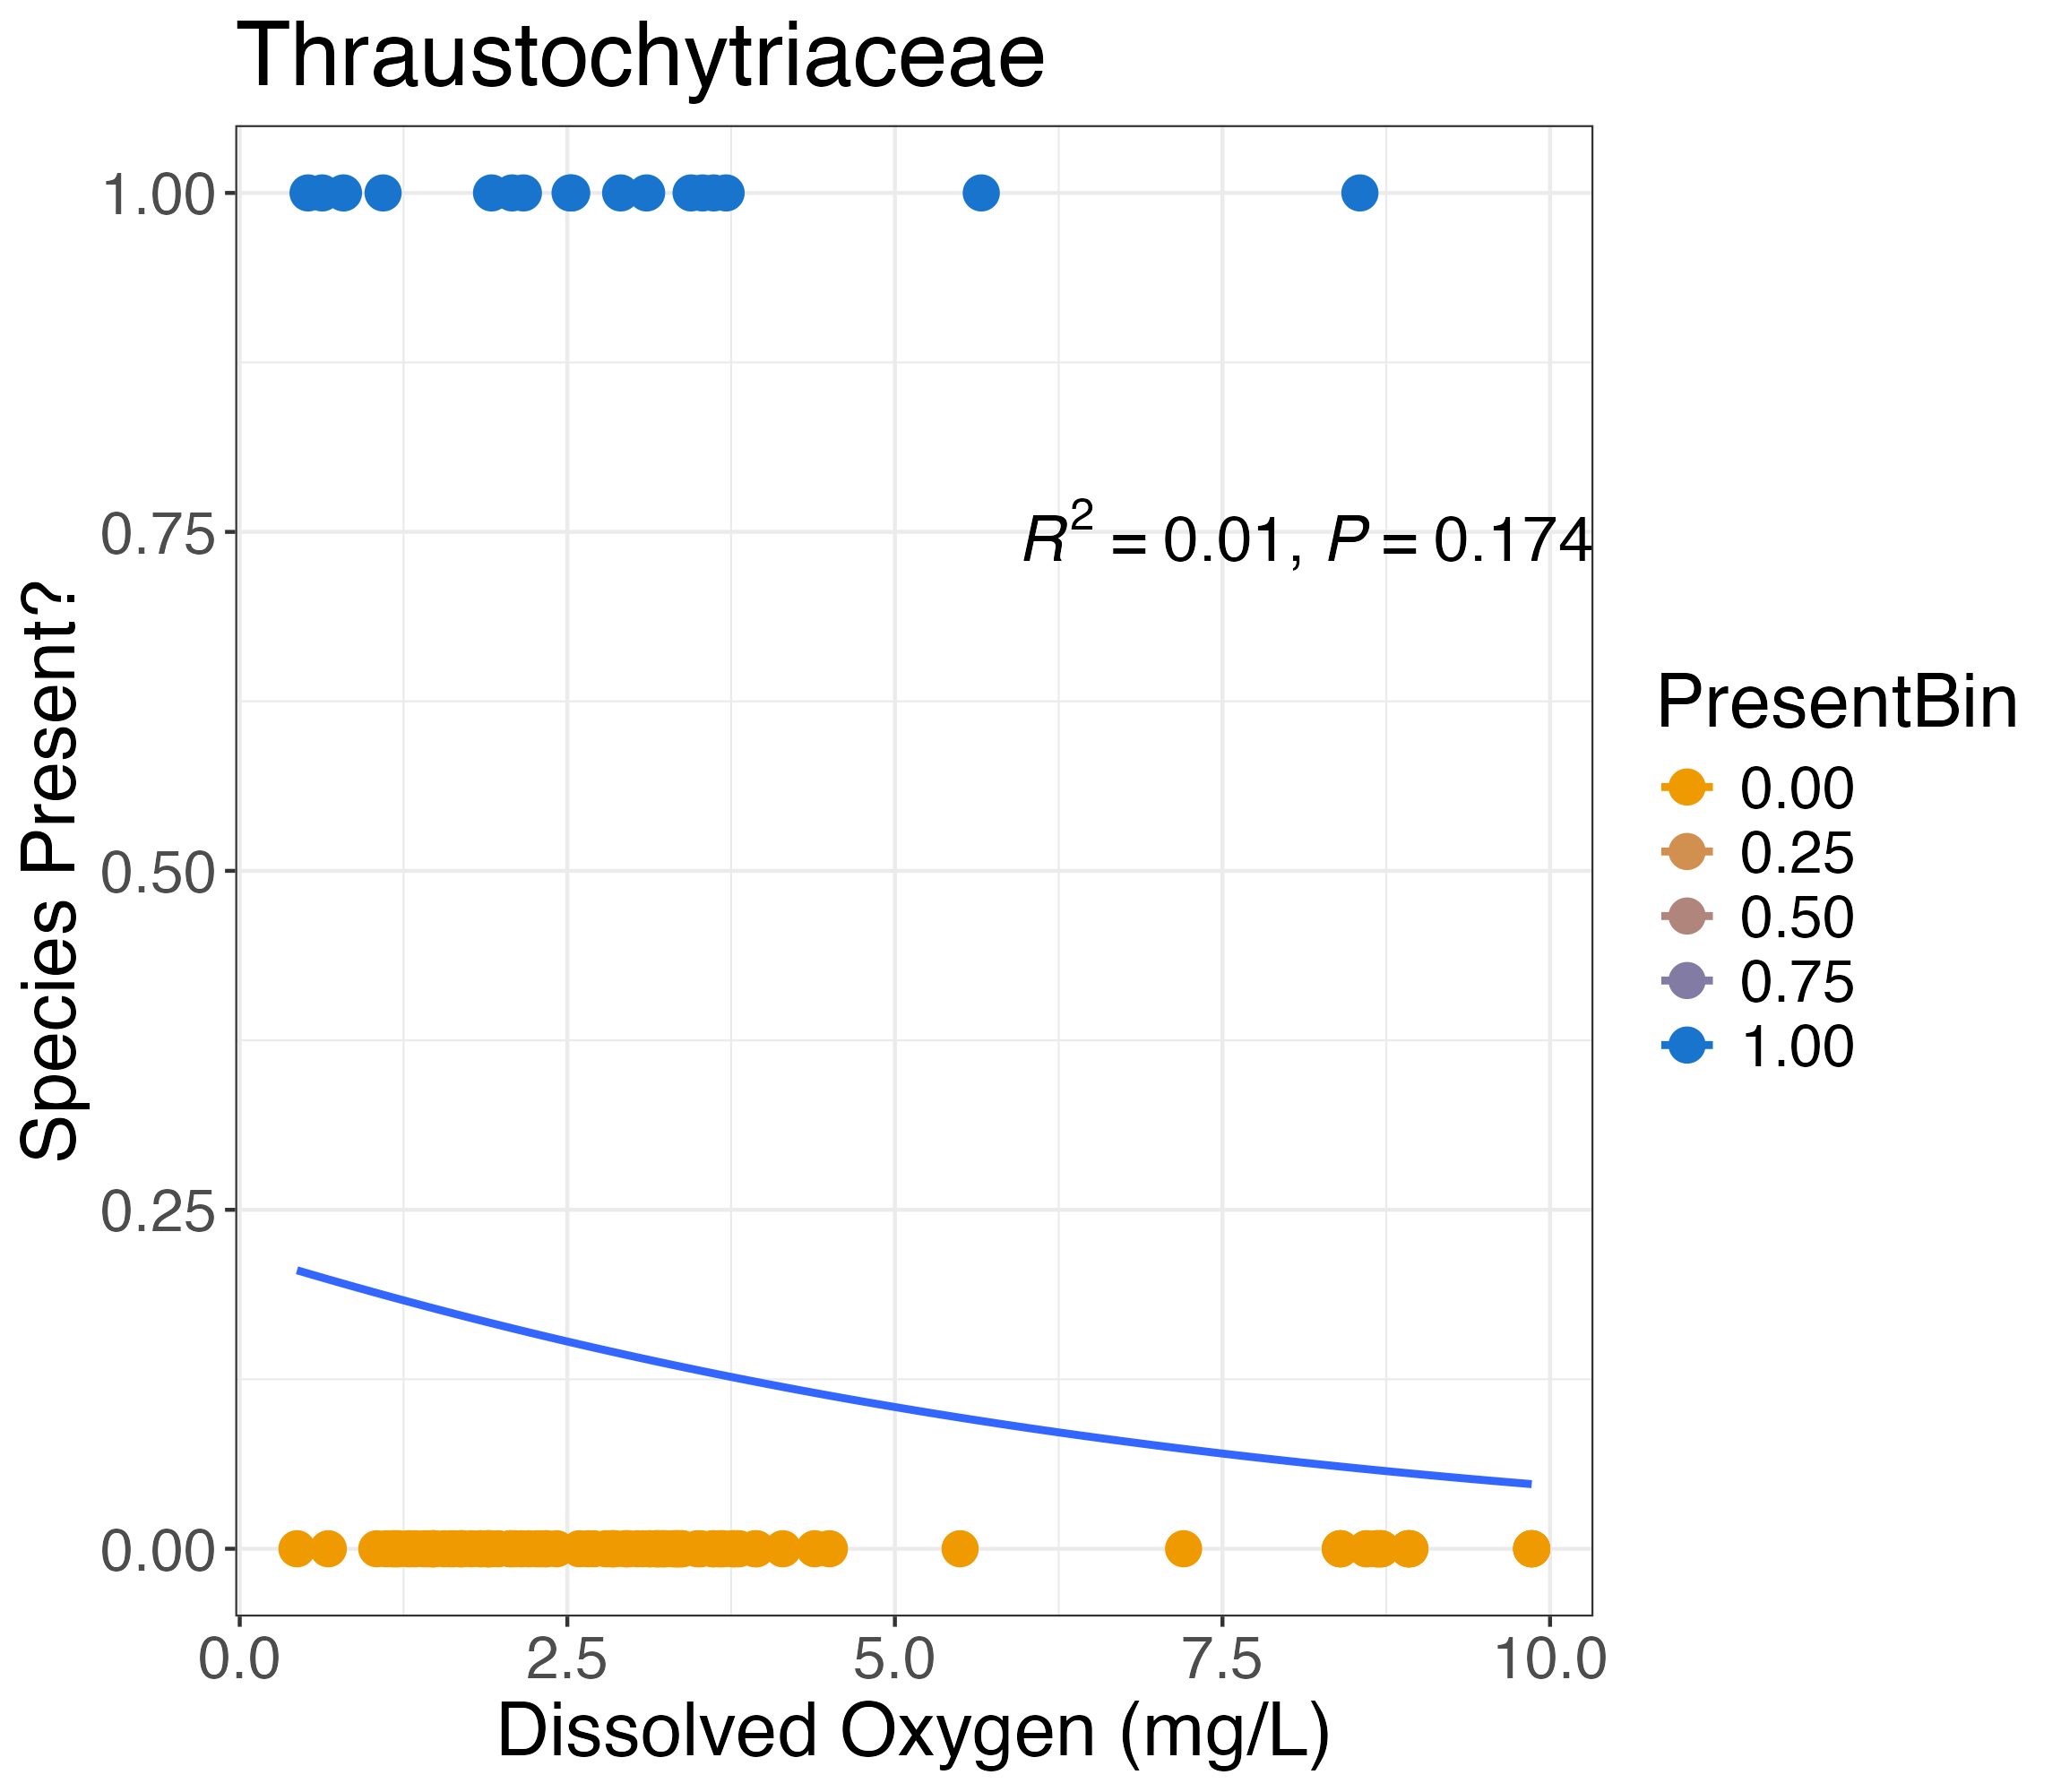 Thraustochytriaceae
1.00
0.75
0.50
0.25
0.00
Species Present?
R² = 0.01, P = 0.174
0.0 2.5 5.0 7.5 10.0
Dissolved Oxygen (mg/L)
PresentBin
0.00
0.25
0.50
0.75
1.00